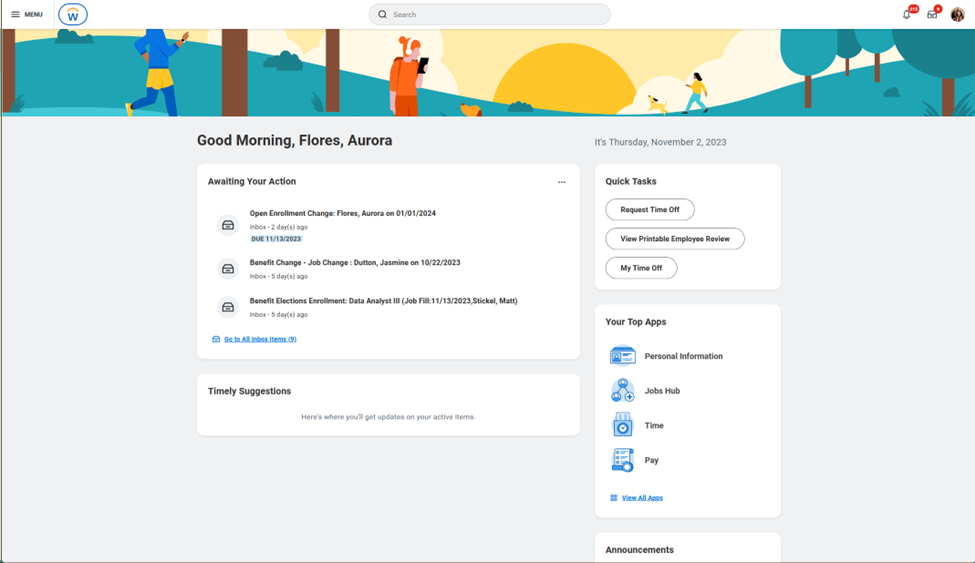 MENU
W
Search
215
9
Good Morning, Flores, Aurora
It's Thursday, November 2, 2023
Awaiting Your Action
Open Enrollment Change: Flores, Aurora on 01/01/2024
Inbox - 2 day(s) ago
DUE 11/13/2023
Benefit Change - Job Change : Dutton, Jasmine on 10/22/2023
Inbox - 5 day(s) ago
Benefit Elections Enrollment: Data Analyst III (Job Fill:11/13/2023,Stickel, Matt)
Inbox - 5 day(s) ago
Go to All Inbox Items (9)
Timely Suggestions
Here's where you'll get updates on your active items.
Quick Tasks
Request Time Off
View Printable Employee Review
My Time Off
Your Top Apps
Personal Information
Jobs Hub
Time
Pay
View All Apps
Announcements